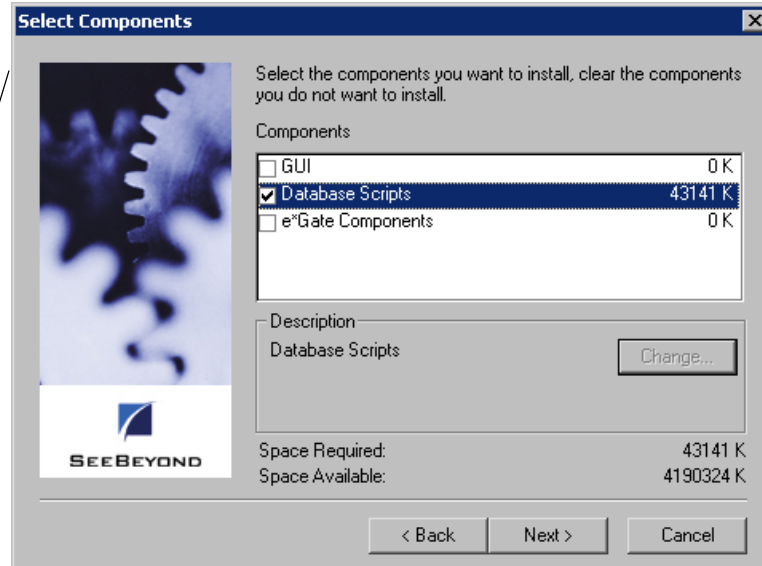 Select Components
Select the components you want to install, clear the components
you do not want to install.
Components
GUI 0 K
Database Scripts 43141 K
e*Gate Components 0 K
Description
Database Scripts
Change...
SEEBEYOND
Space Required: 43141 K
Space Available: 4190324 K
< Back Next > Cancel